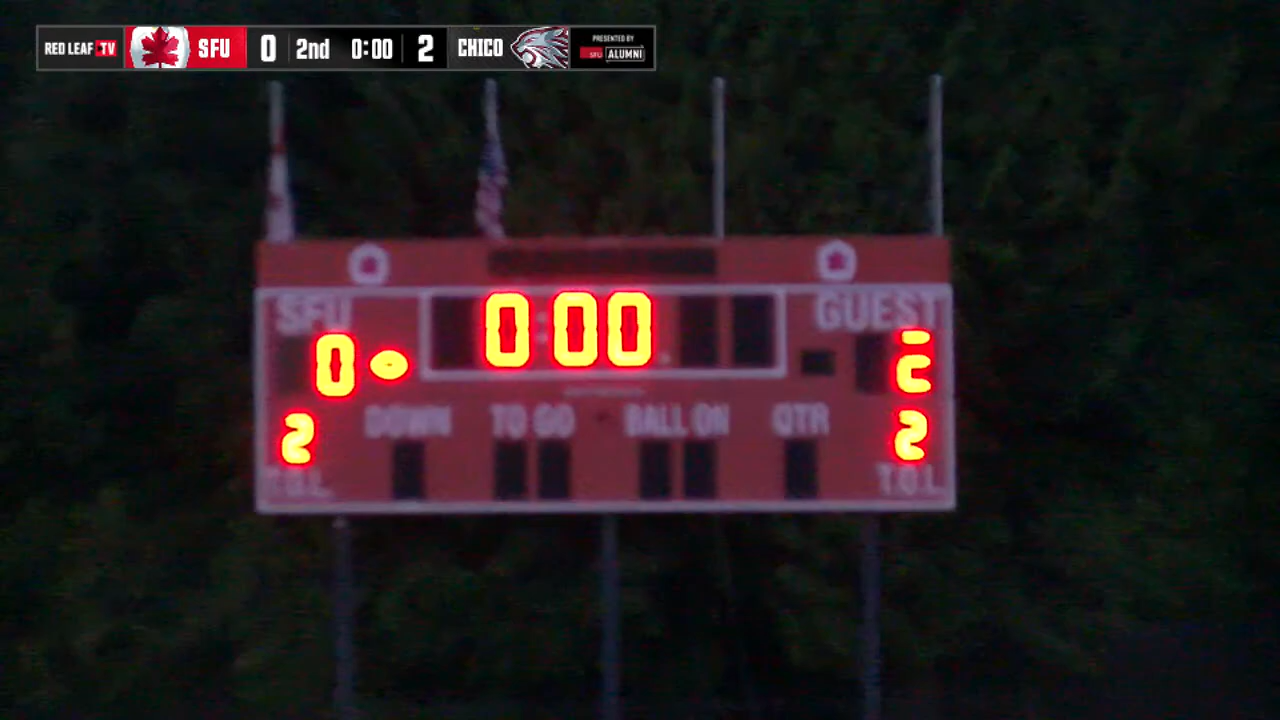 RED LEAF TV SFU 0 2nd 0:00 2 CHICO PRESENTED BY SFU ALUMNI
SFU 0:00 GUEST
0 2
2 DOWN TO GO BALL ON QTR 2
T.O.L. T.O.L.